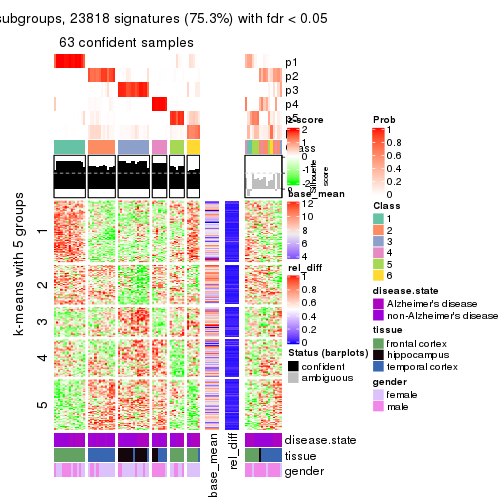 subgroups, 23818 signatures (75.3%) with fdr < 0.05
63 confident samples
p1
p2
p3
p4
p5
Class
Silhouette
score
k-means with 5 groups
1
2
3
4
5
base_mean
rel_diff
disease.state
tissue
gender
z-score
2
1
0
-1
-2
base_mean
12
10
8
6
4
rel_diff
1
0.8
0.6
0.4
0.2
0
Status (barplots)
confident
ambiguous
Prob
1
0.8
0.6
0.4
0.2
0
Class
1
2
3
4
5
6
disease.state
Alzheimer's disease
non-Alzheimer's disease
tissue
frontal cortex
hippocampus
temporal cortex
gender
female
male